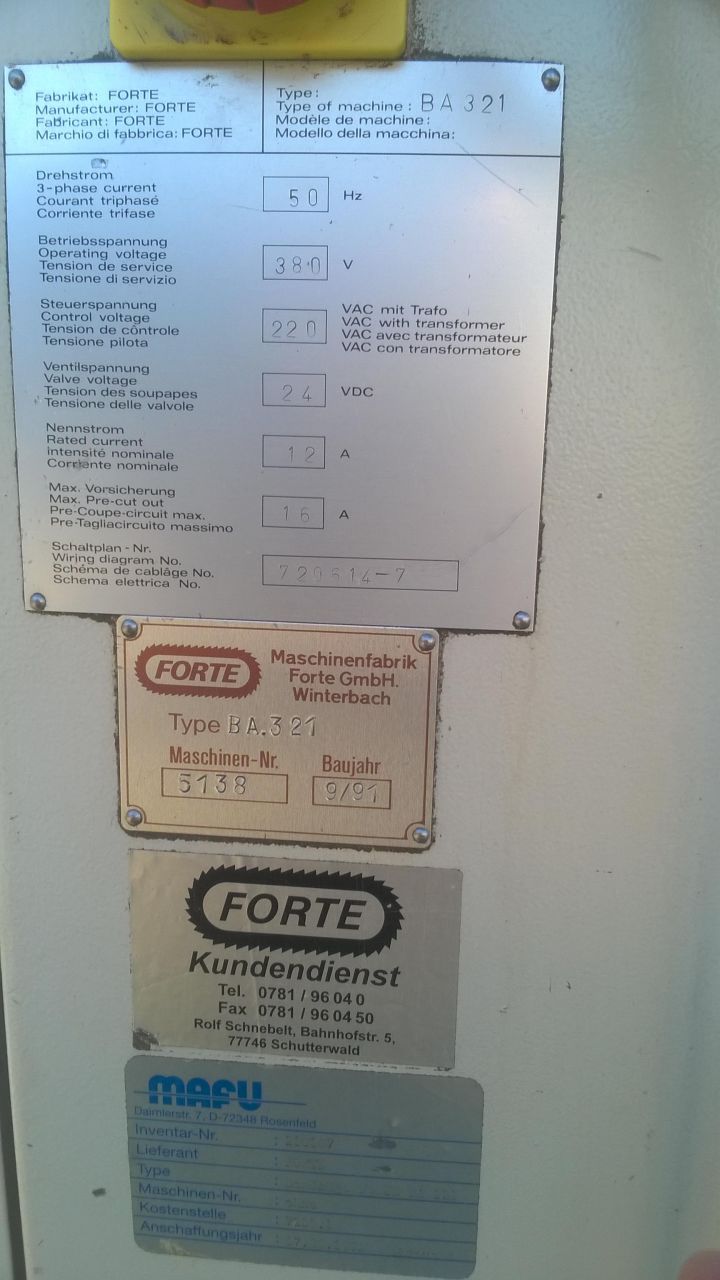 Fabrikat: FORTE
Manufacturer: FORTE
Fabricant: FORTE
Marchio di fabbrica: FORTE
Type:
Type of machine: BA 321
Modèle de machine:
Modello della macchina:
Drehstrom
3-phase current
Courant triphasé
Corriente trifase
50 Hz
Betriebsspannung
Operating voltage
Tension de service
Tensione di servizio
380 V
Steuerspannung
Control voltage
Tension de côntrole
Tensione pilota
220
VAC mit Trafo
VAC with transformer
VAC avec transformateur
VAC con transformatore
Ventilspannung
Valve voltage
Tension des soupapes
Tensione delle valvole
24 VDC
Nennstrom
Rated current
Intensité nominale
Corriente nominale
12 A
Max. Vorsicherung
Max. Pre-cut out
Pre-Coupe-circuit max.
Pre-Tagliacircuito massimo
16 A
Schaltplan - Nr.
Wiring diagram No.
Schéma de cablâge No.
Schema elettrica No.
720614-7
FORTE
Maschinenfabrik
Forte GmbH.
Winterbach
Type BA.321
Maschinen-Nr.
5138
Baujahr
9/91
FORTE
Kundendienst
Tel. 0781 / 96 04 0
Fax 0781 / 96 04 50
Rolf Schnebelt, Bahnhofstr. 5,
77746 Schutterwald
MAFU
Daimlerstr. 7, D-72348 Rosenfeld
Inventar-Nr. :
Lieferant :
Type :
Maschinen-Nr. :
Kostenstelle :
Anschaffungsjahr :